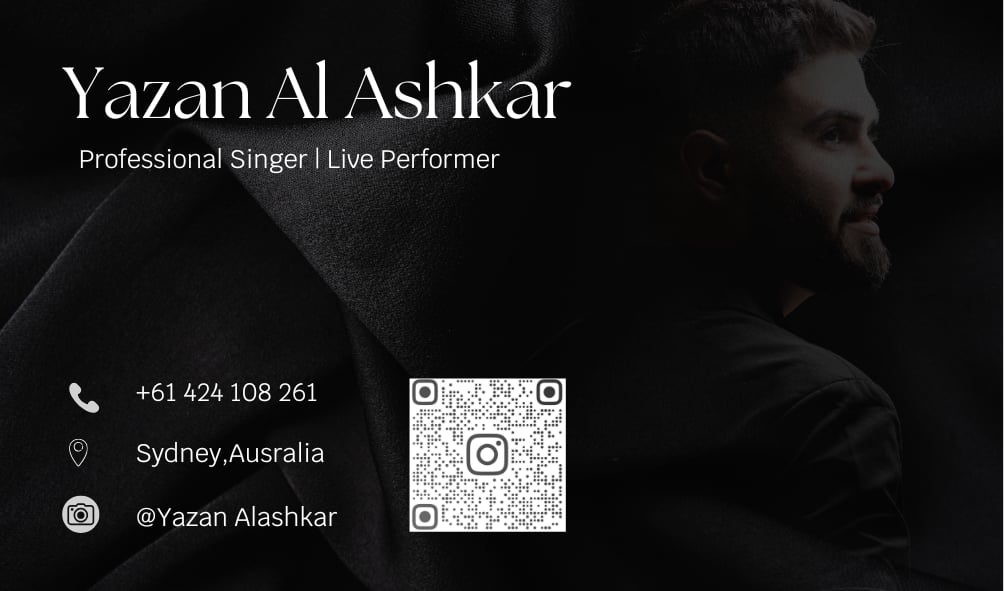 Yazan Al Ashkar
Professional Singer | Live Performer
+61 424 108 261
Sydney,Ausralia
@Yazan Alashkar